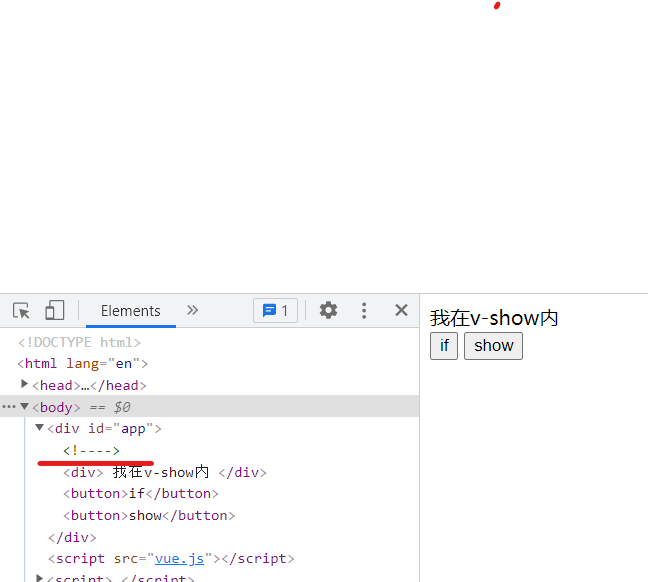 Elements
1
<!DOCTYPE html>
<html lang="en">
<head>…</head>
<body> == $0
<div id="app">
<!---->
<div> 我在v-show内 </div>
<button>if</button>
<button>show</button>
</div>
<script src="vue.js"></script>
<script> </script>
我在v-show内
if show